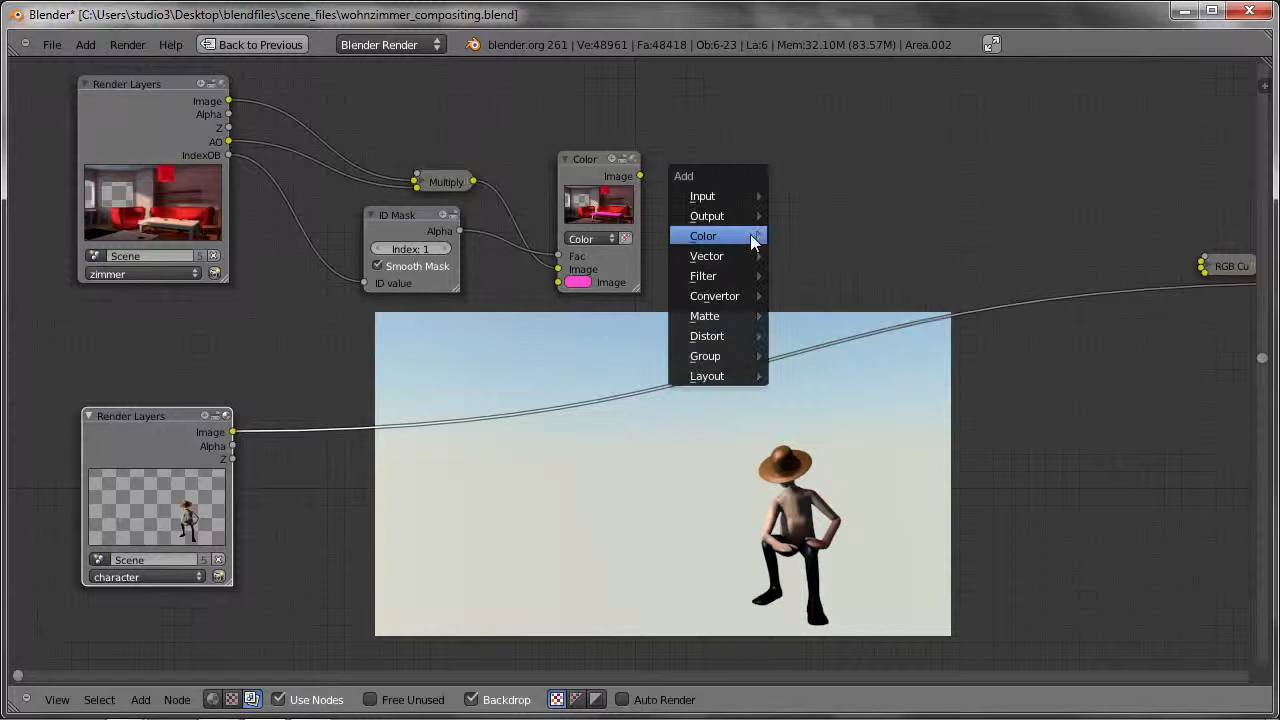 Blender* [C:\Users\studio3\Desktop\blendfiles\scene_files\wohnzimmer_compositing.blend]
File Add Render Help Back to Previous Blender Render blender.org 261 | Ve:48961 | Fa:48418 | Ob:6-23 | La:6 | Mem:32.10M (83.57M) | Area.002
Render Layers
Image
Alpha
Z
AO
IndexOB
Scene 5
zimmer
Multiply
ID Mask
Alpha
Index: 1
Smooth Mask
ID value
Color
Image
Color
Fac
Image
Image
Add
Input
Output
Color
Vector
Filter
Convertor
Matte
Distort
Group
Layout
RGB Cu
Render Layers
Image
Alpha
Z
Scene 5
character
View Select Add Node Use Nodes Free Unused Backdrop Auto Render